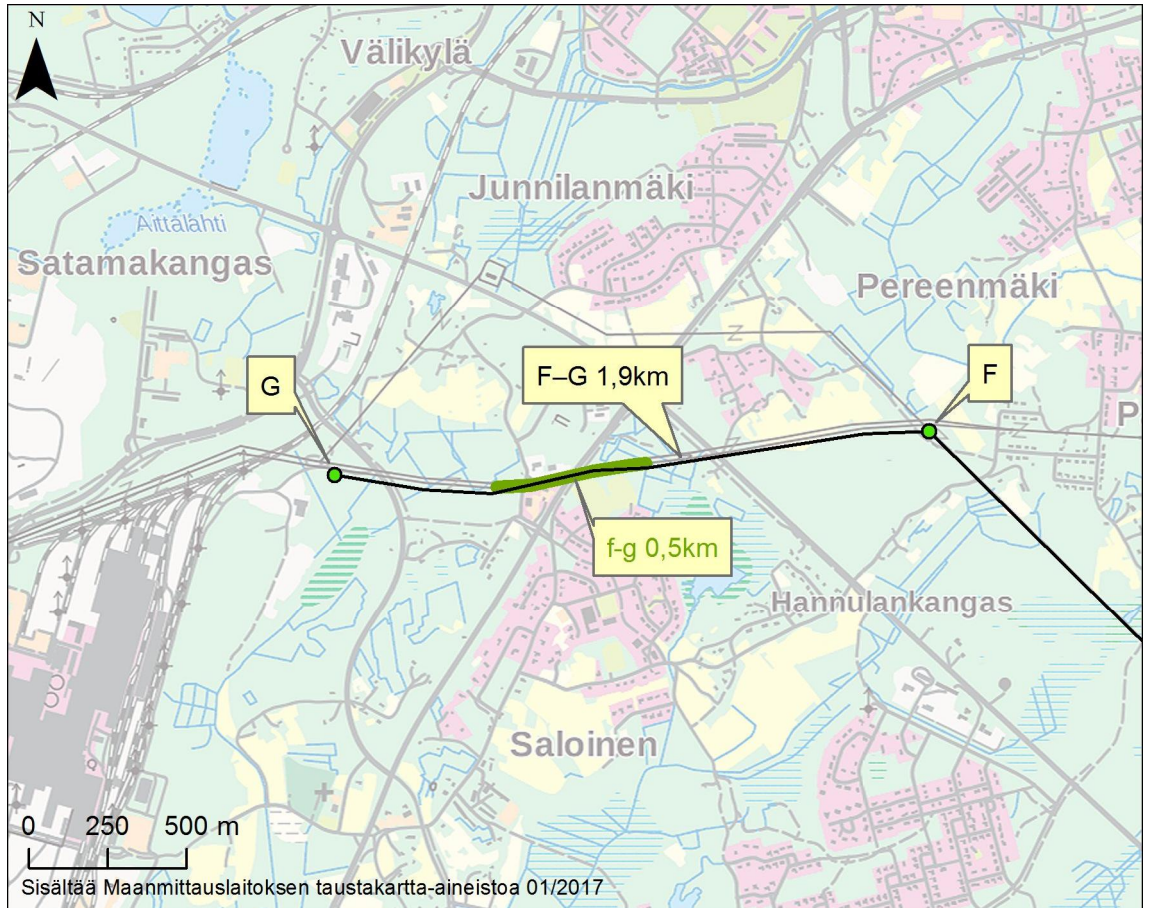 N
Välikylä
Junnilanmäki
Aittalahti
Satamakangas
Pereenmäki
G
F–G 1,9km
F
P
f-g 0,5km
Hannulankangas
Saloinen
0 250 500 m
Sisältää Maanmittauslaitoksen taustakartta-aineistoa 01/2017